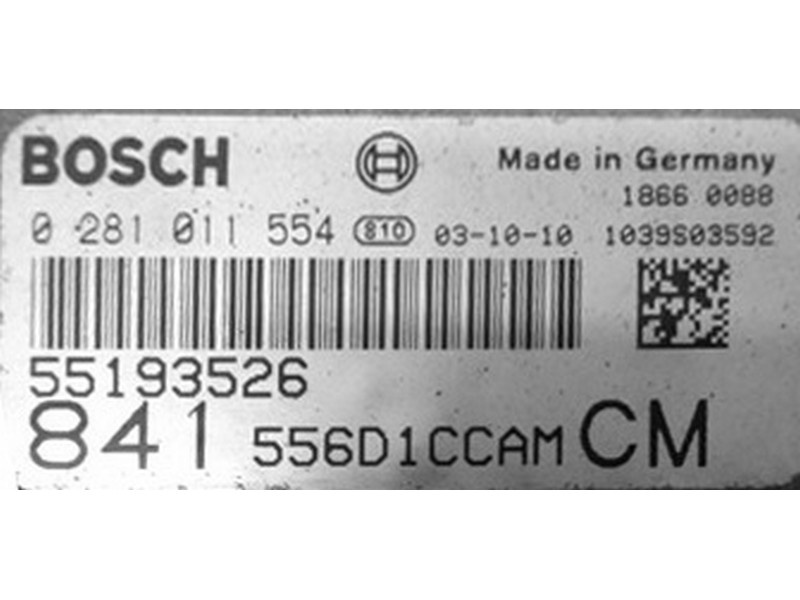 BOSCH Made in Germany
1866 0088
0 281 011 554 810 03-10-10 1039S03592
55193526
841 556D1CCAM CM